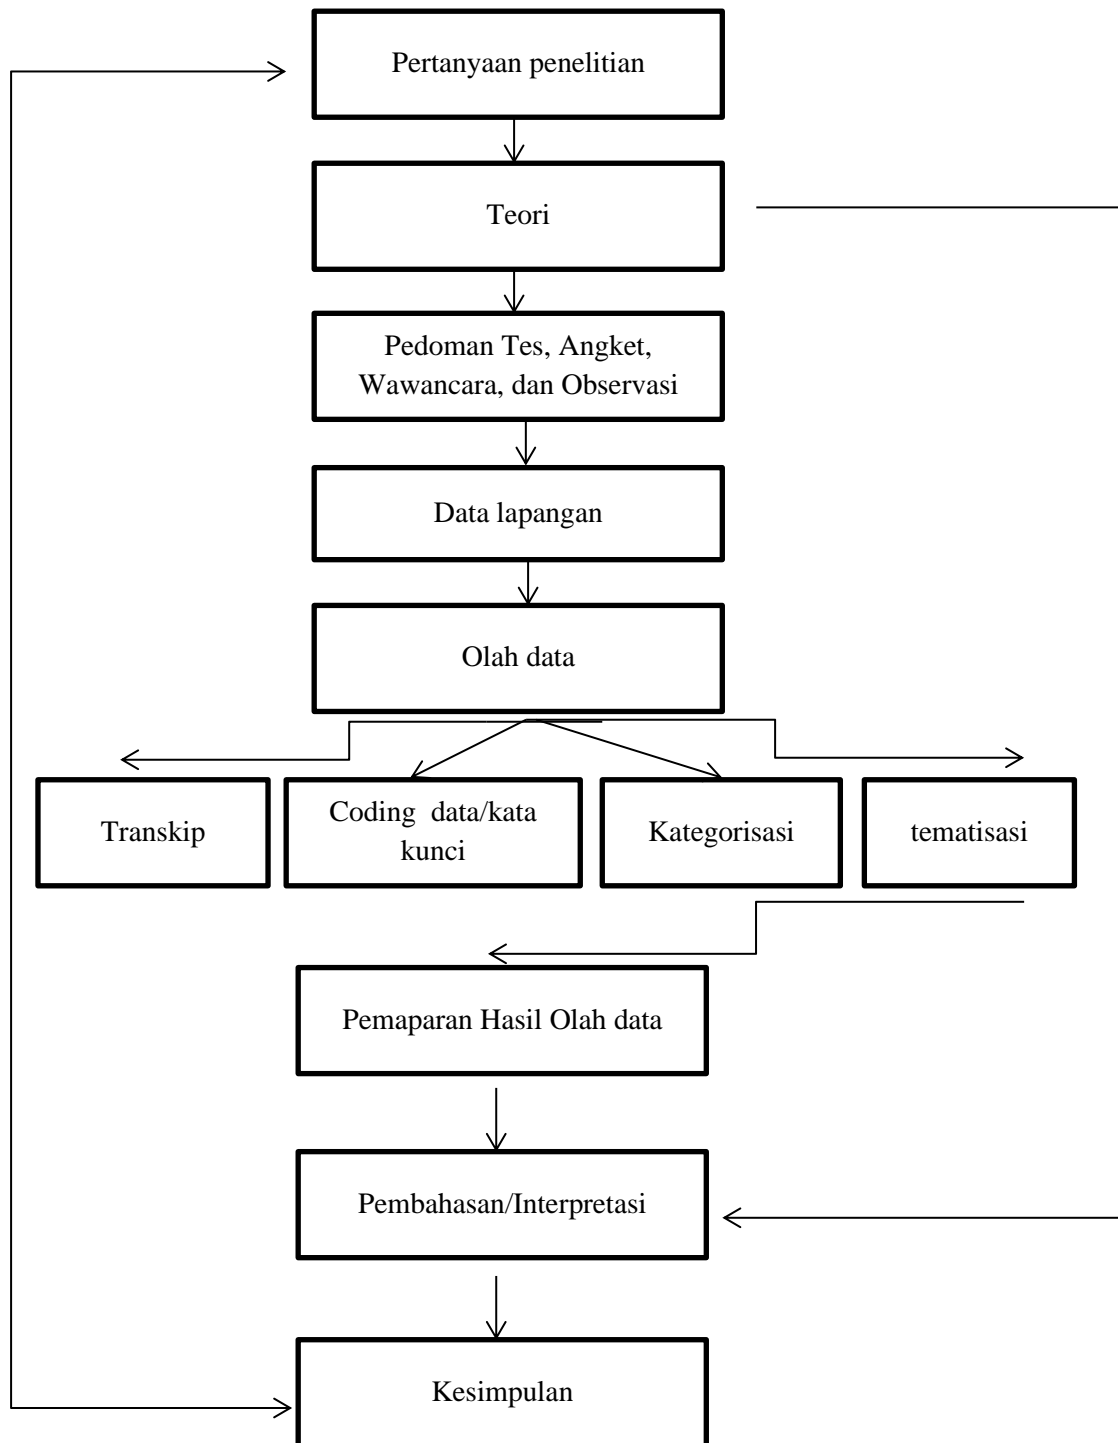 Pertanyaan penelitian
Teori
Pedoman Tes, Angket,
Wawancara, dan Observasi
Data lapangan
Olah data
Transkip
Coding  data/kata
kunci
Kategorisasi
tematisasi
Pemaparan Hasil Olah data
Pembahasan/Interpretasi
Kesimpulan